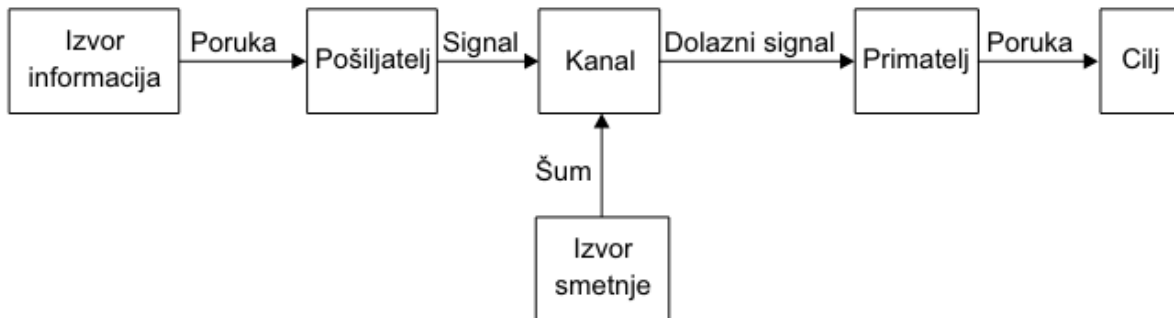 Izvor
informacija
Poruka
Pošiljatelj
Signal
Kanal
Dolazni signal
Primatelj
Poruka
Cilj
Šum
Izvor
smetnje